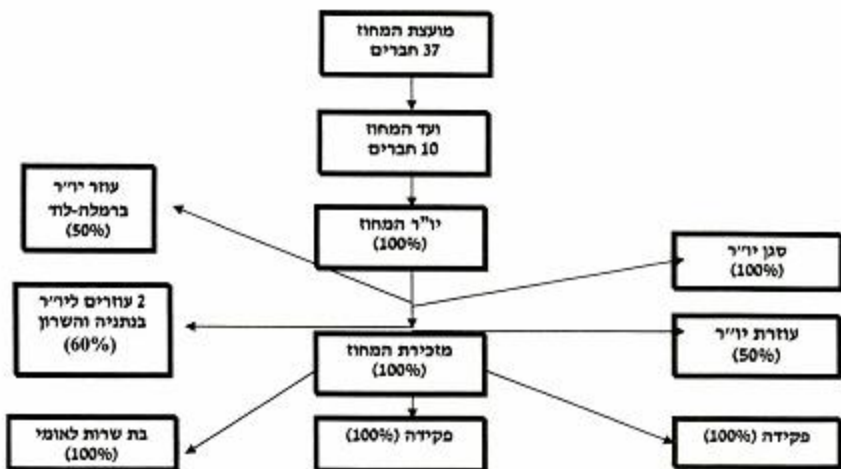 מועצת המחוז
37 חברים
ועד המחוז
10 חברים
עוזר יו״ר
ברמלה-לוד
(50%)
יו״ר המחוז
(100%)
סגן יו״ר
(100%)
2 עוזרים ליו״ר
בנתניה והשרון
(60%)
מזכירת המחוז
(100%)
עוזרת יו״ר
(50%)
בת שרות לאומי
(100%)
פקידה (100%)
פקידה (100%)